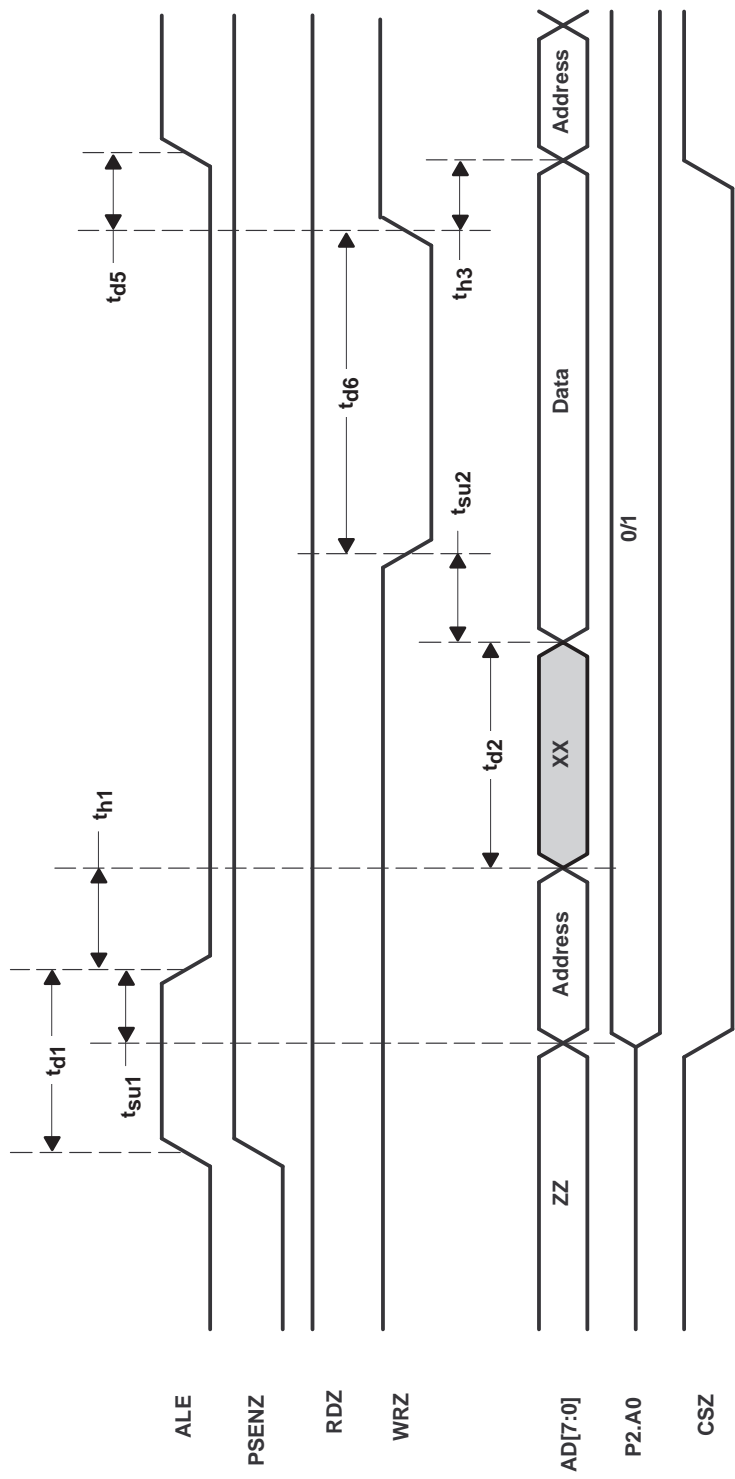 td1
tsu1
th1
td5
ALE
PSENZ
RDZ
td6
WRZ
tsu2
th3
td2
AD[7:0]
ZZ
Address
XX
Data
Address
P2.A0
0/1
CSZ